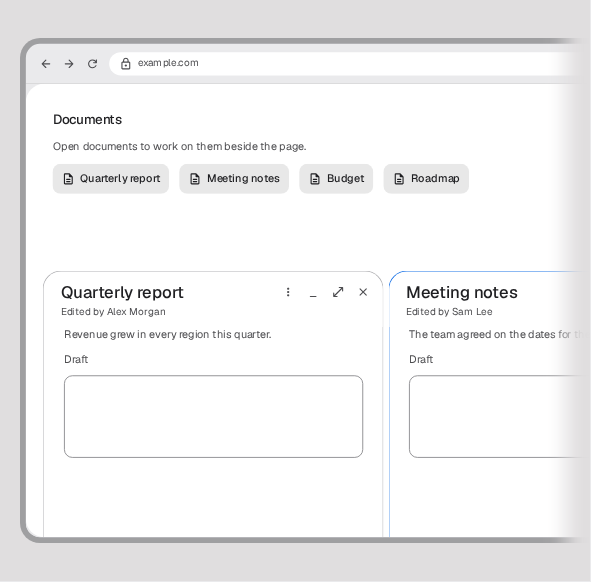 example.com
Documents
Open documents to work on them beside the page.
Quarterly report Meeting notes Budget Roadmap
Quarterly report
Edited by Alex Morgan
Revenue grew in every region this quarter.
Draft
Meeting notes
Edited by Sam Lee
The team agreed on the dates for
Draft